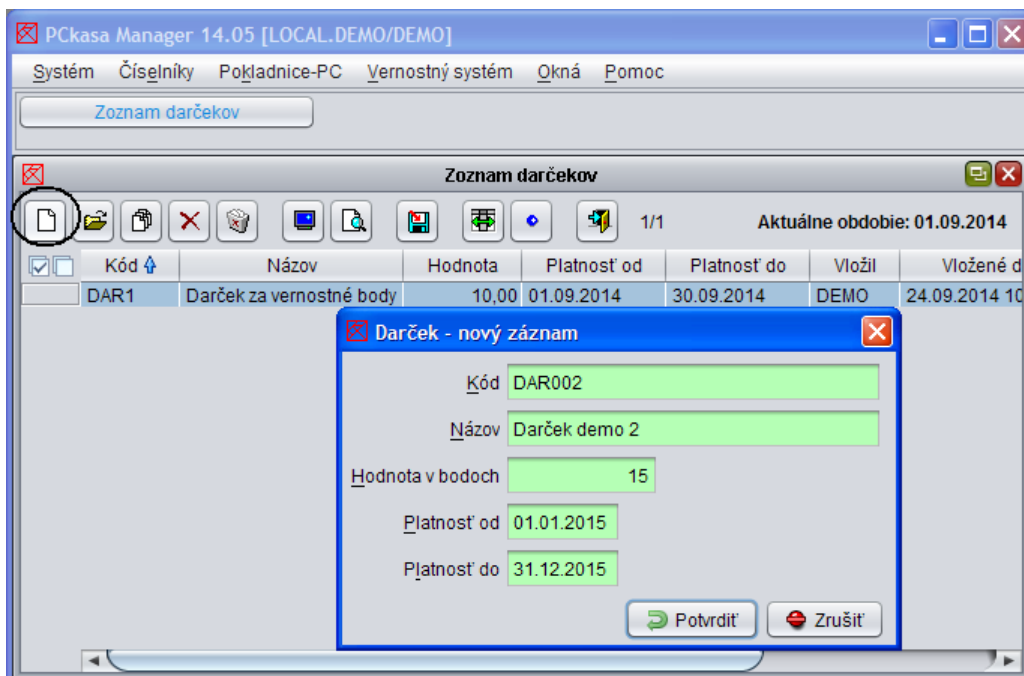 PCkasa Manager 14.05 [LOCAL.DEMO/DEMO]
Systém Číselníky Pokladnice-PC Vernostný systém Okná Pomoc
Zoznam darčekov
Zoznam darčekov
1/1 Aktuálne obdobie: 01.09.2014
Kód Názov Hodnota Platnosť od Platnosť do Vložil Vložené d
DAR1 Darček za vernostné body 10,00 01.09.2014 30.09.2014 DEMO 24.09.2014 10
Darček - nový záznam
Kód DAR002
Názov Darček demo 2
Hodnota v bodoch 15
Platnosť od 01.01.2015
Platnosť do 31.12.2015
Potvrdiť Zrušiť